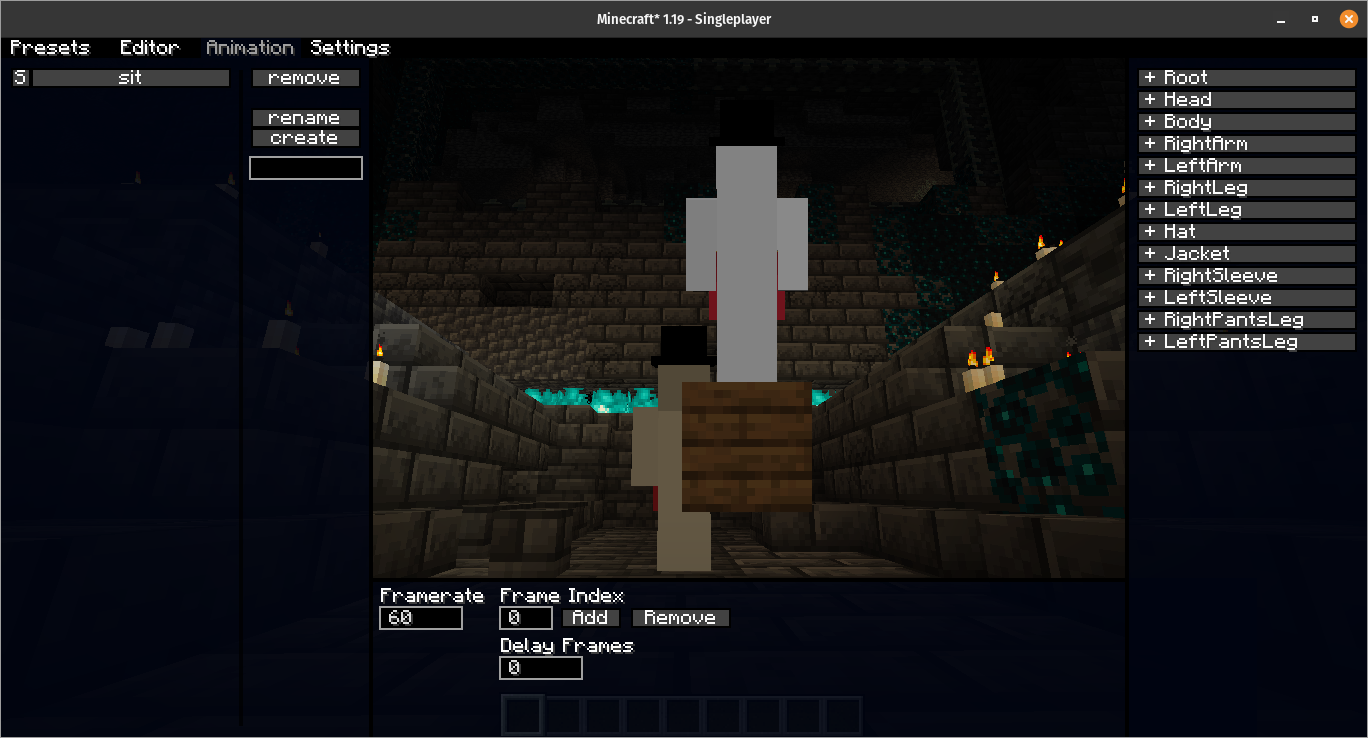 Minecraft* 1.19 - Singleplayer
Presets Editor Animation Settings
S sit
remove
rename
create
+ Root
+ Head
+ Body
+ RightArm
+ LeftArm
+ RightLeg
+ LeftLeg
+ Hat
+ Jacket
+ RightSleeve
+ LeftSleeve
+ RightPantsLeg
+ LeftPantsLeg
Framerate Frame Index
60 0 Add Remove
Delay Frames
0